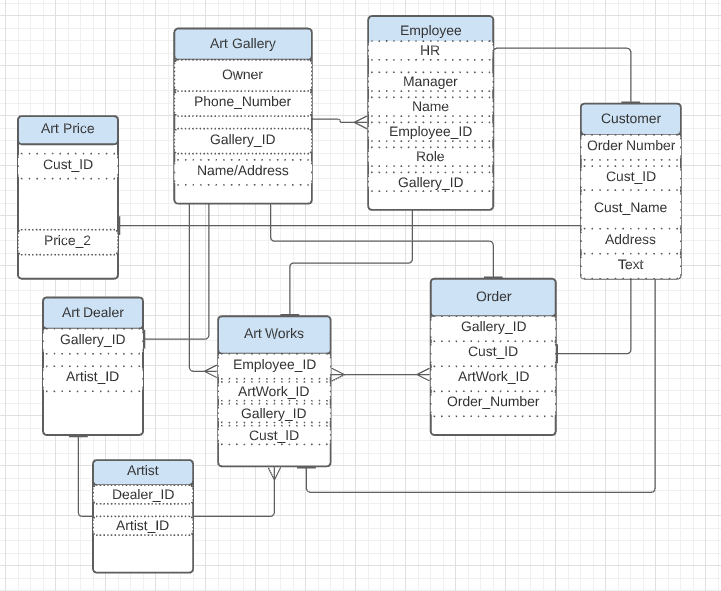 Art Gallery
Owner
Phone_Number
Gallery_ID
Name/Address
Employee
HR
Manager
Name
Employee_ID
Role
Gallery_ID
Customer
Order Number
Cust_ID
Cust_Name
Address
Text
Art Price
Cust_ID
Price_2
Art Dealer
Gallery_ID
Artist_ID
Art Works
Employee_ID
ArtWork_ID
Gallery_ID
Cust_ID
Order
Gallery_ID
Cust_ID
ArtWork_ID
Order_Number
Artist
Dealer_ID
Artist_ID